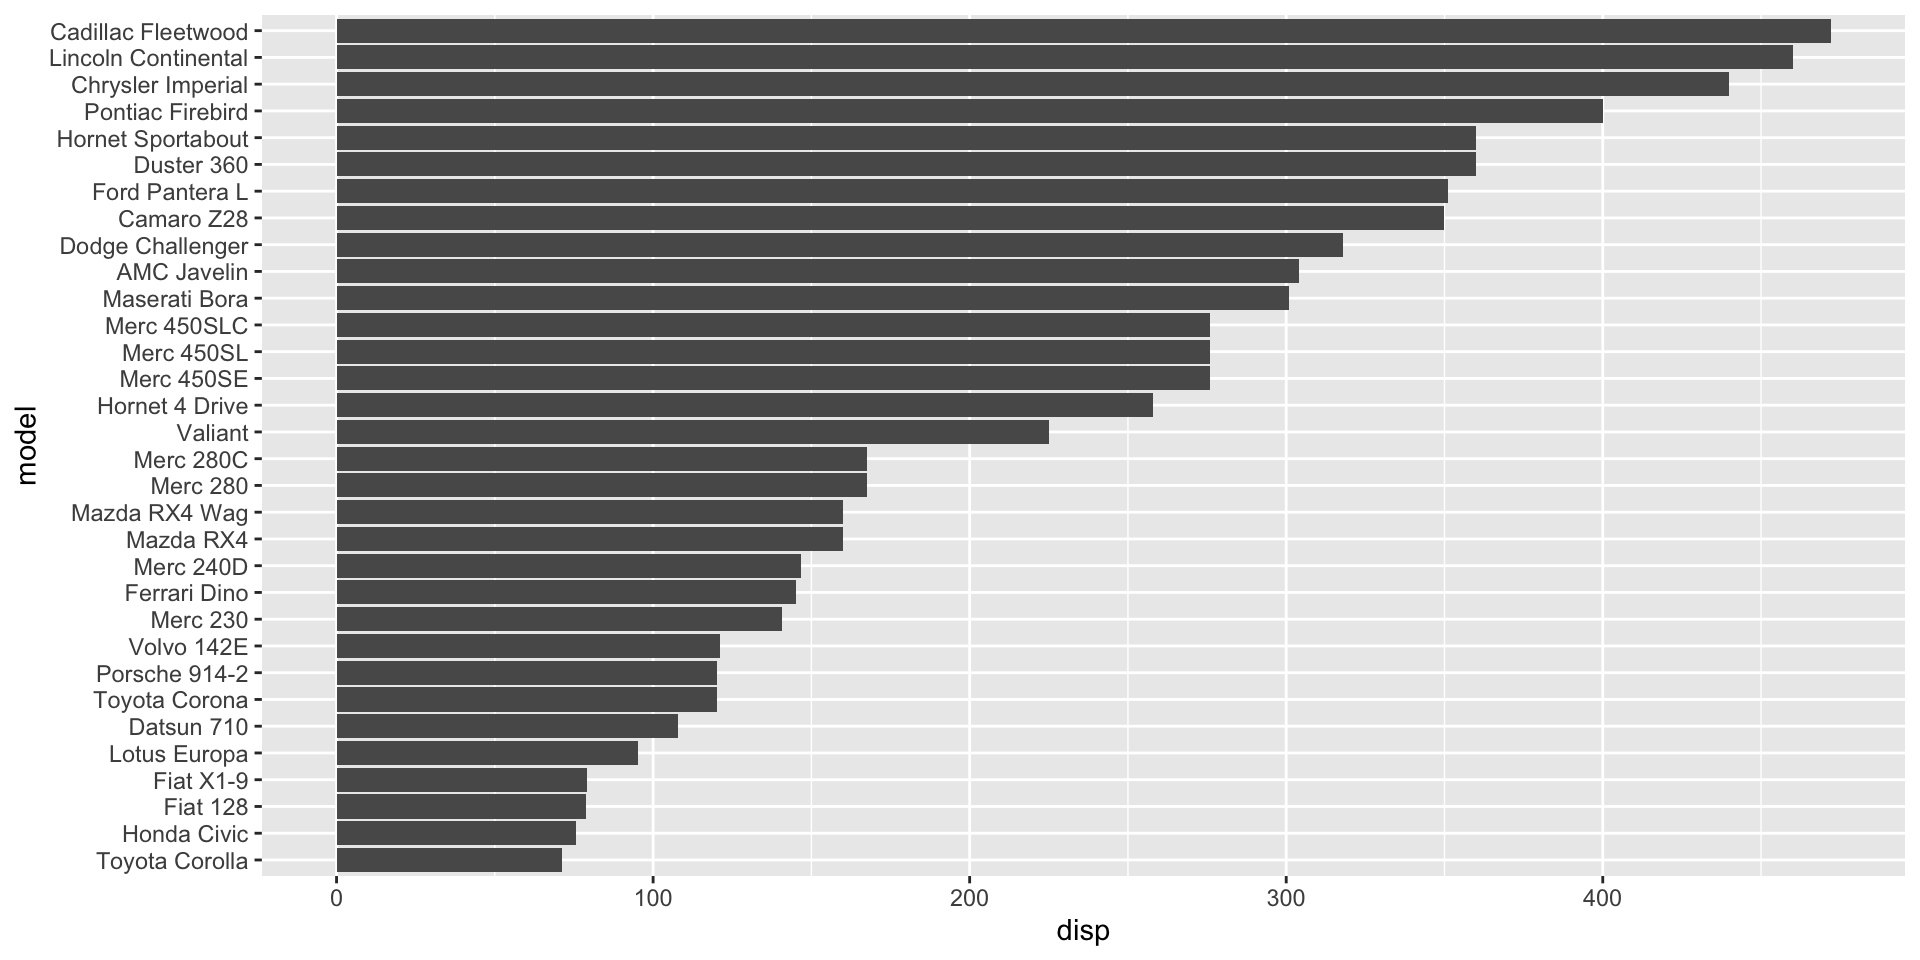 Cadillac Fleetwood
Lincoln Continental
Chrysler Imperial
Pontiac Firebird
Hornet Sportabout
Duster 360
Ford Pantera L
Camaro Z28
Dodge Challenger
AMC Javelin
Maserati Bora
Merc 450SLC
Merc 450SL
Merc 450SE
Hornet 4 Drive
Valiant
Merc 280C
Merc 280
Mazda RX4 Wag
Mazda RX4
Merc 240D
Ferrari Dino
Merc 230
Volvo 142E
Porsche 914-2
Toyota Corona
Datsun 710
Lotus Europa
Fiat X1-9
Fiat 128
Honda Civic
Toyota Corolla
model
0 100 200 300 400
disp